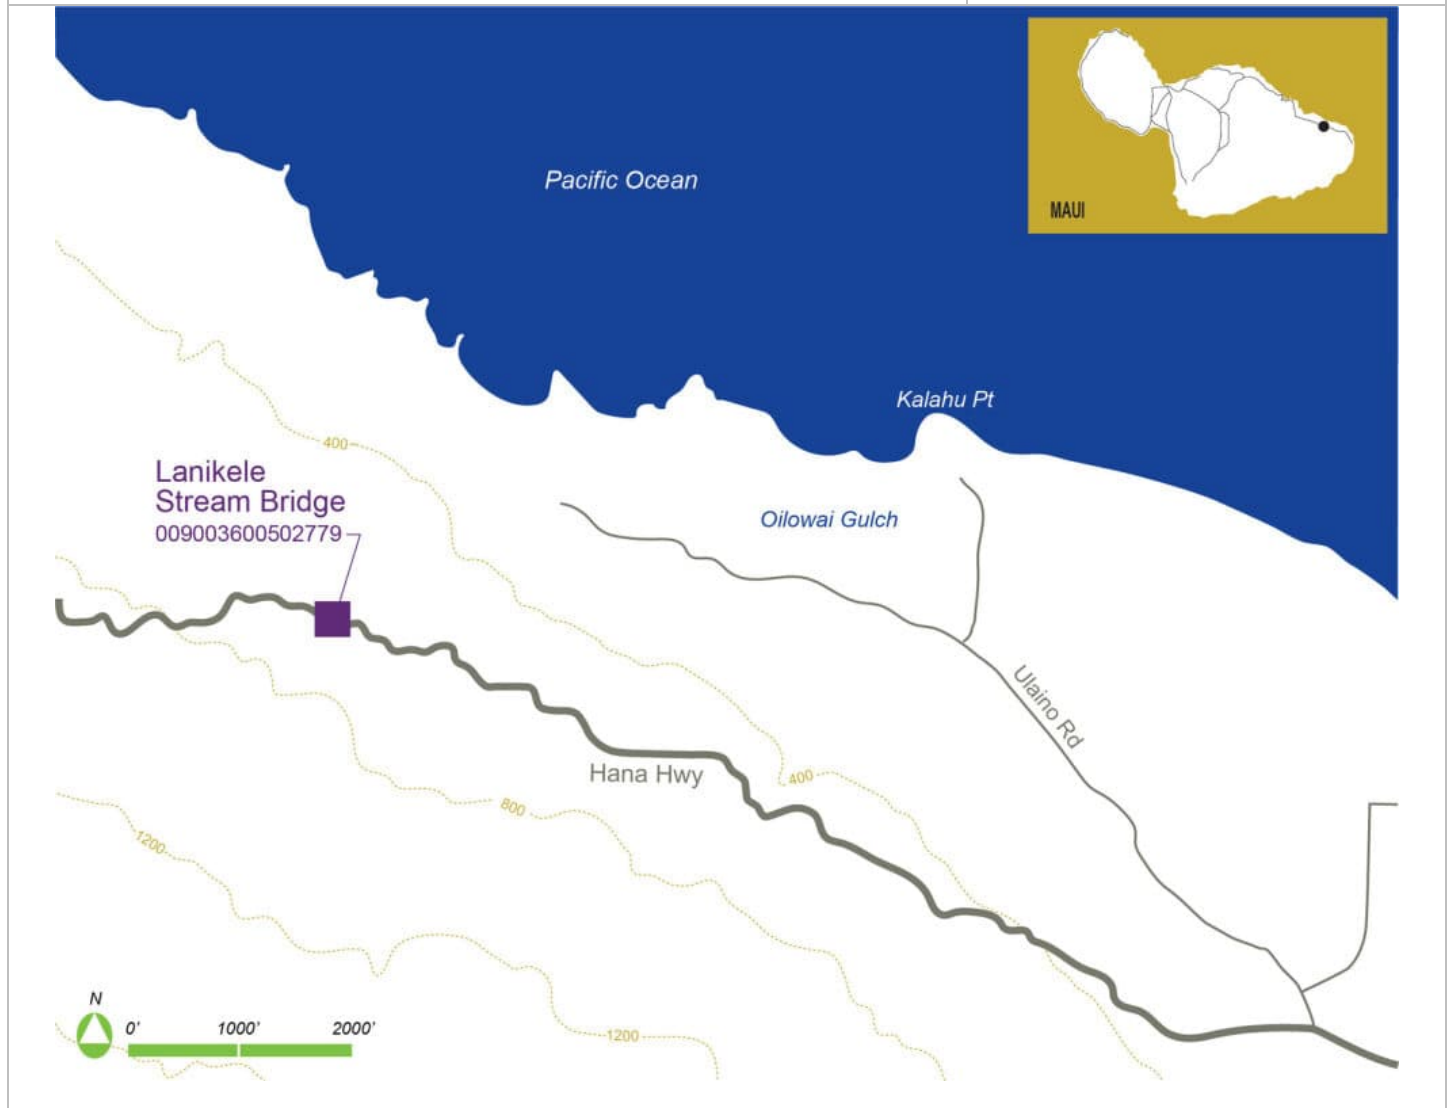 Pacific Ocean
MAUI
Kalahu Pt
400
Lanikele
Stream Bridge
009003600502779
Oilowai Gulch
Ulaino Rd
Hana Hwy
400
800
1200
N
0' 1000' 2000'
1200